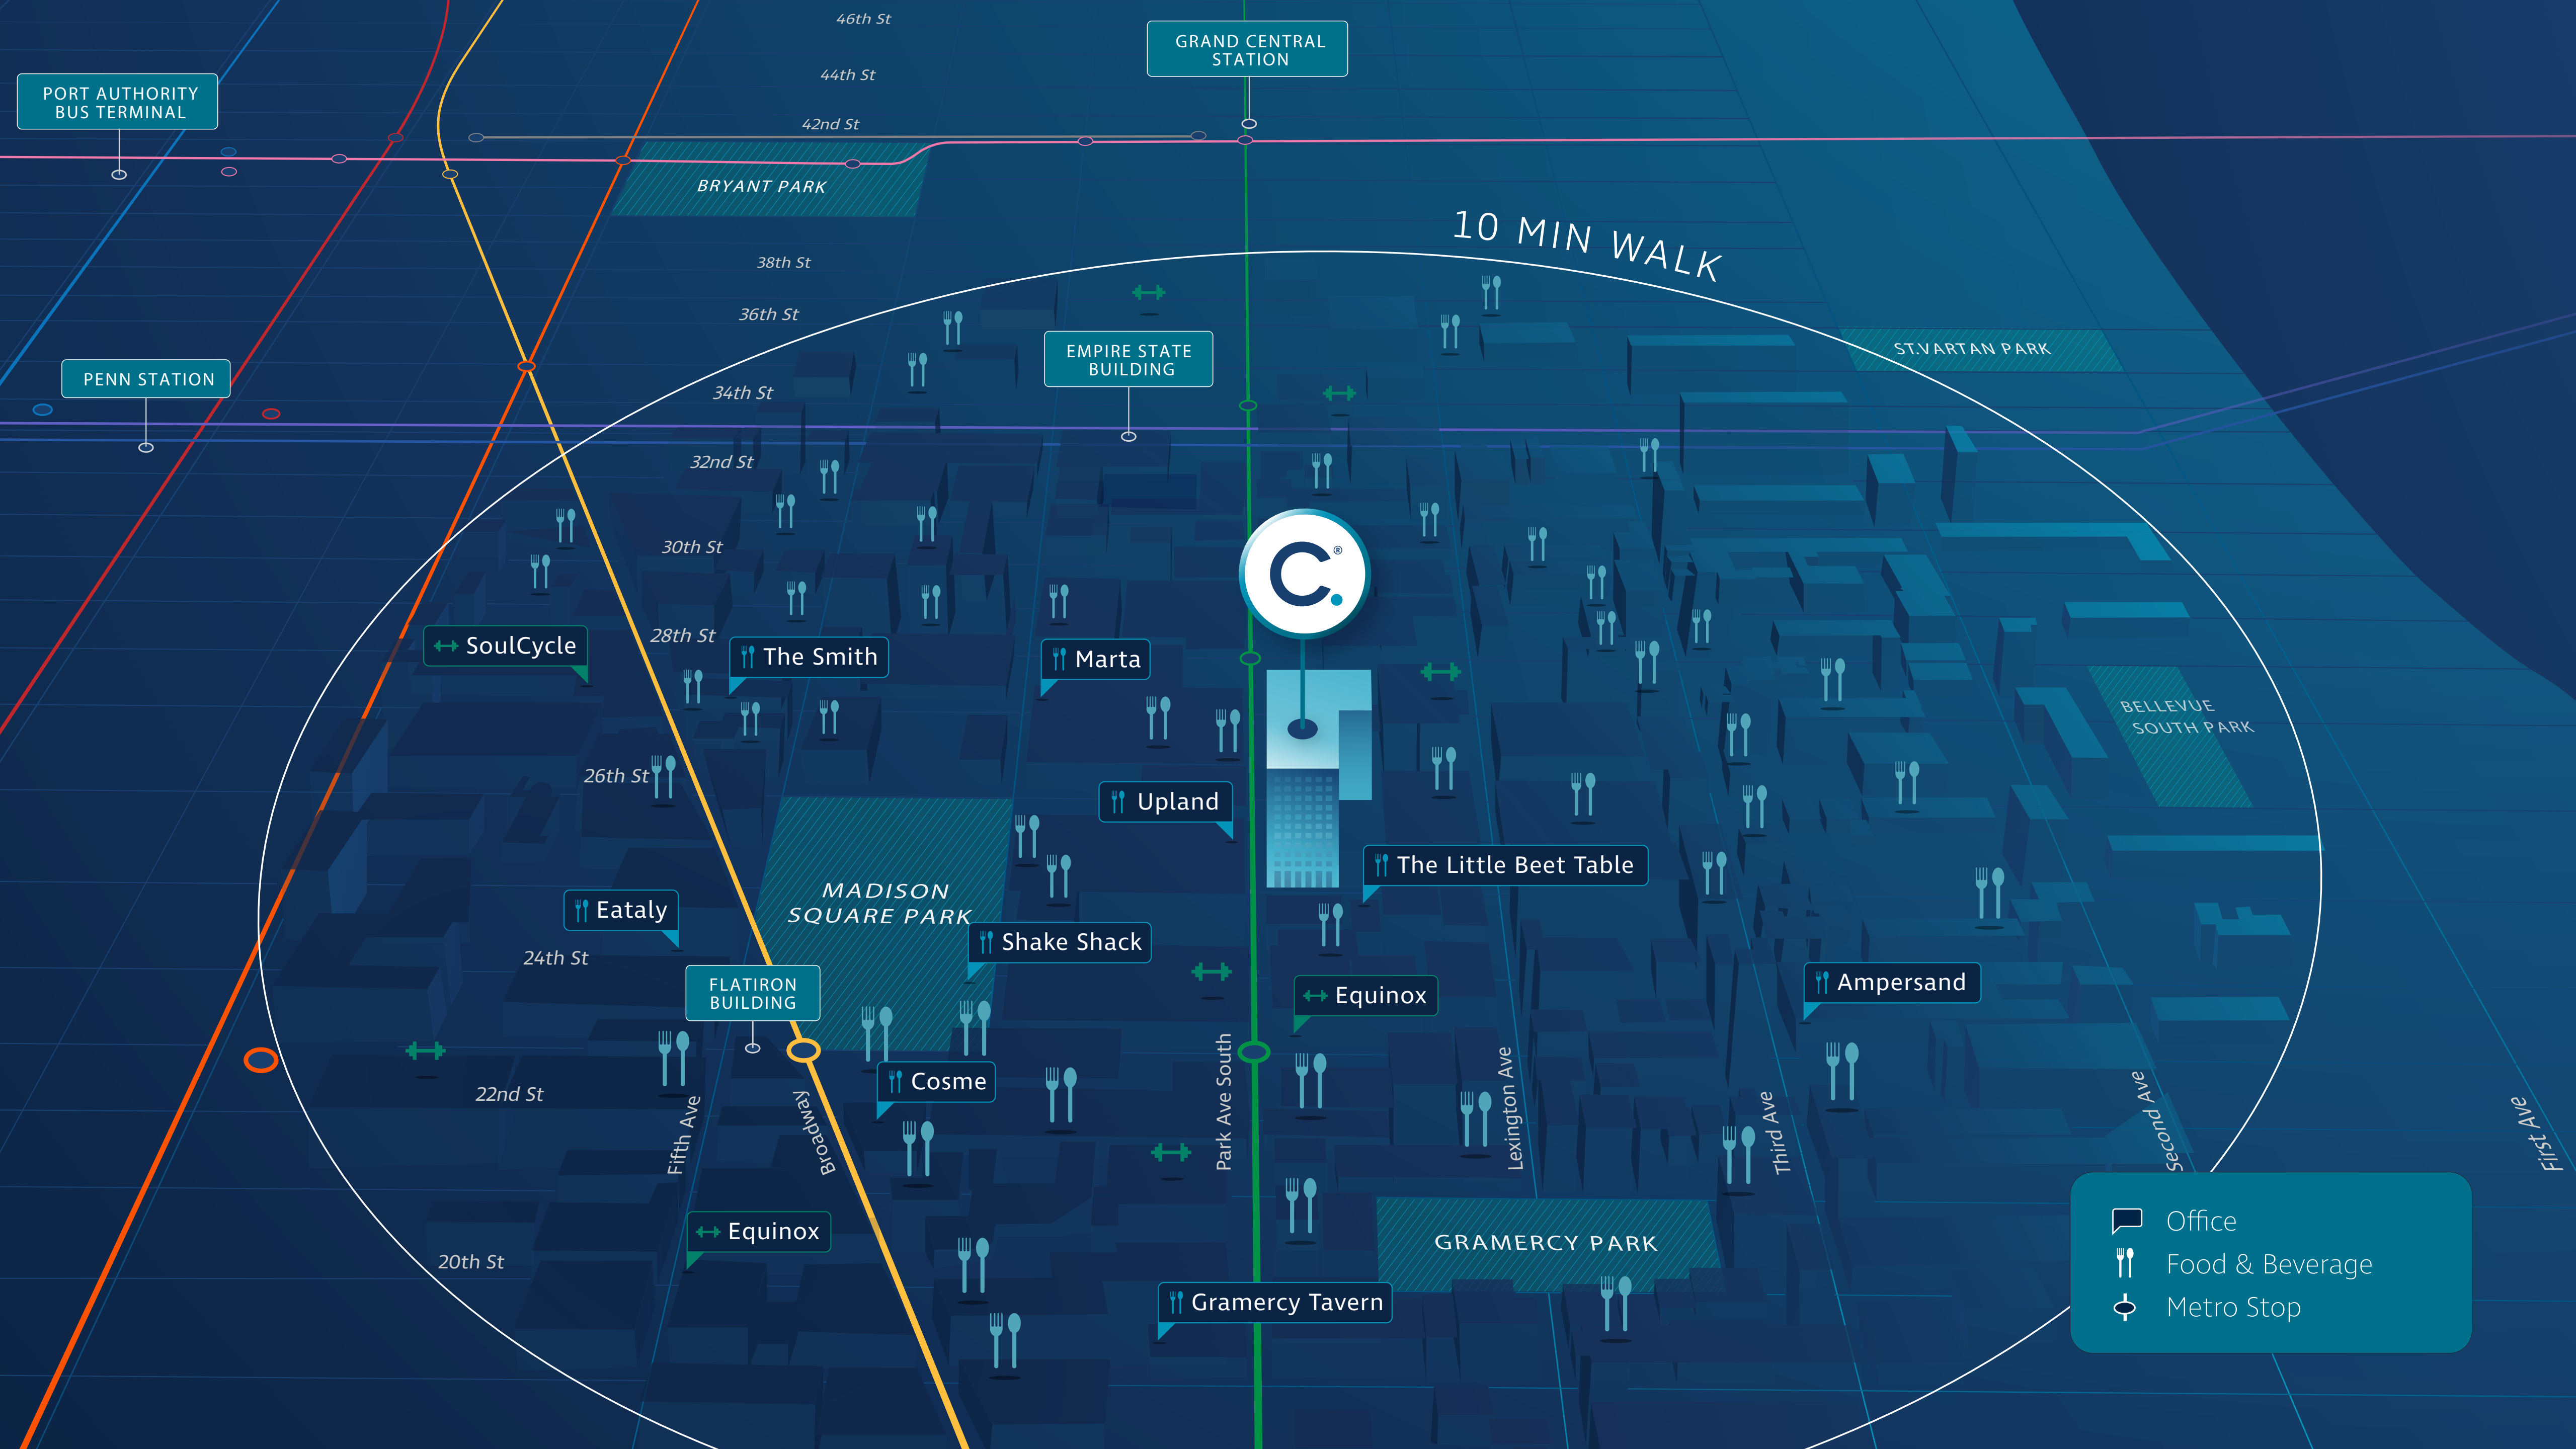 46th St
GRAND CENTRAL
STATION
44th St
PORT AUTHORITY
BUS TERMINAL
42nd St
BRYANT PARK
10 MIN WALK
38th St
36th St
EMPIRE STATE
BUILDING
ST.VARTAN PARK
PENN STATION
34th St
32nd St
30th St
C.®
28th St
SoulCycle
The Smith
Marta
BELLEVUE
SOUTH PARK
26th St
Upland
The Little Beet Table
MADISON
SQUARE PARK
Eataly
Shake Shack
24th St
FLATIRON
BUILDING
Equinox
Ampersand
22nd St
Cosme
Fifth Ave
Broadway
Park Ave South
Lexington Ave
Third Ave
Second Ave
First Ave
Equinox
GRAMERCY PARK
20th St
Gramercy Tavern
Office
Food & Beverage
Metro Stop